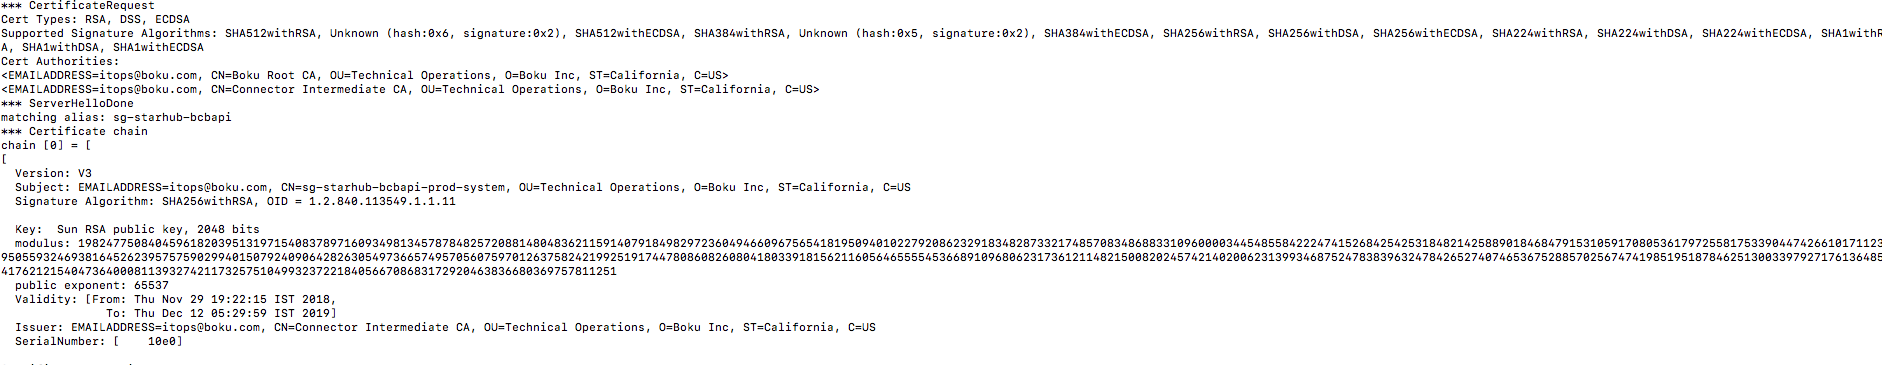 *** CertificateRequest
Cert Types: RSA, DSS, ECDSA
Supported Signature Algorithms: SHA512withRSA, Unknown (hash:0x6, signature:0x2), SHA512withECDSA, SHA384withRSA, Unknown (hash:0x5, signature:0x2), SHA384withECDSA, SHA256withRSA, SHA256withDSA, SHA256withECDSA, SHA224withRSA, SHA224withDSA, SHA224withECDSA, SHA1withR
A, SHA1withDSA, SHA1withECDSA
Cert Authorities:
<EMAILADDRESS=itops@boku.com, CN=Boku Root CA, OU=Technical Operations, O=Boku Inc, ST=California, C=US>
<EMAILADDRESS=itops@boku.com, CN=Connector Intermediate CA, OU=Technical Operations, O=Boku Inc, ST=California, C=US>
*** ServerHelloDone
matching alias: sg-starhub-bcbapi
*** Certificate chain
chain [0] = [
[
Version: V3
Subject: EMAILADDRESS=itops@boku.com, CN=sg-starhub-bcbapi-prod-system, OU=Technical Operations, O=Boku Inc, ST=California, C=US
Signature Algorithm: SHA256withRSA, OID = 1.2.840.113549.1.1.11
Key: Sun RSA public key, 2048 bits
modulus:
public exponent: 65537
Validity: [From: Thu Nov 29 19:22:15 IST 2018,
To: Thu Dec 12 05:29:59 IST 2019]
Issuer: EMAILADDRESS=itops@boku.com, CN=Connector Intermediate CA, OU=Technical Operations, O=Boku Inc, ST=California, C=US
SerialNumber: [ 10e0]